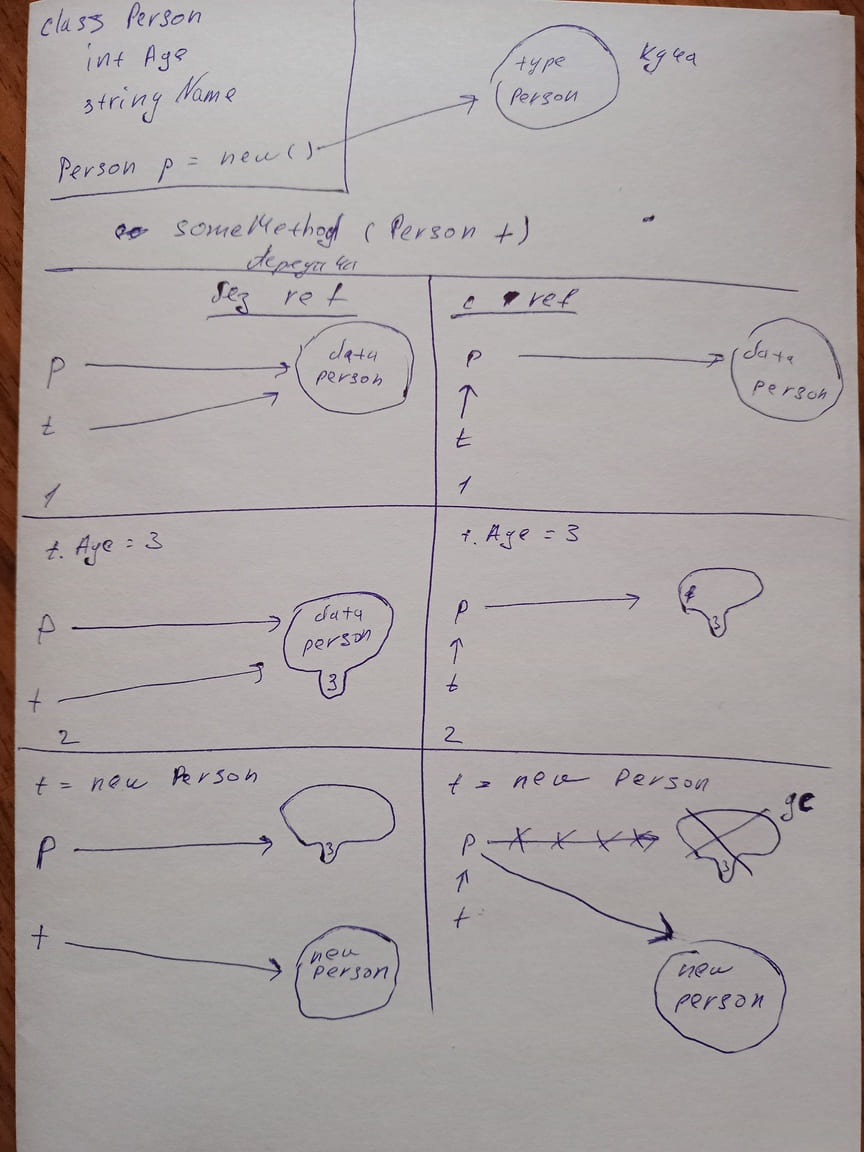 class Person
int Age
string Name
Person p = new()
type
person
куча
someMethod (Person t)
Передача
без ref
p
data
person
t
1
с ref
p
data
person
t
1
t. Age = 3
p
data
person
3
t
2
t. Age = 3
p
3
t
2
t = new Person
p
3
t
new
person
t = new person
gc
p
3
t
new
person